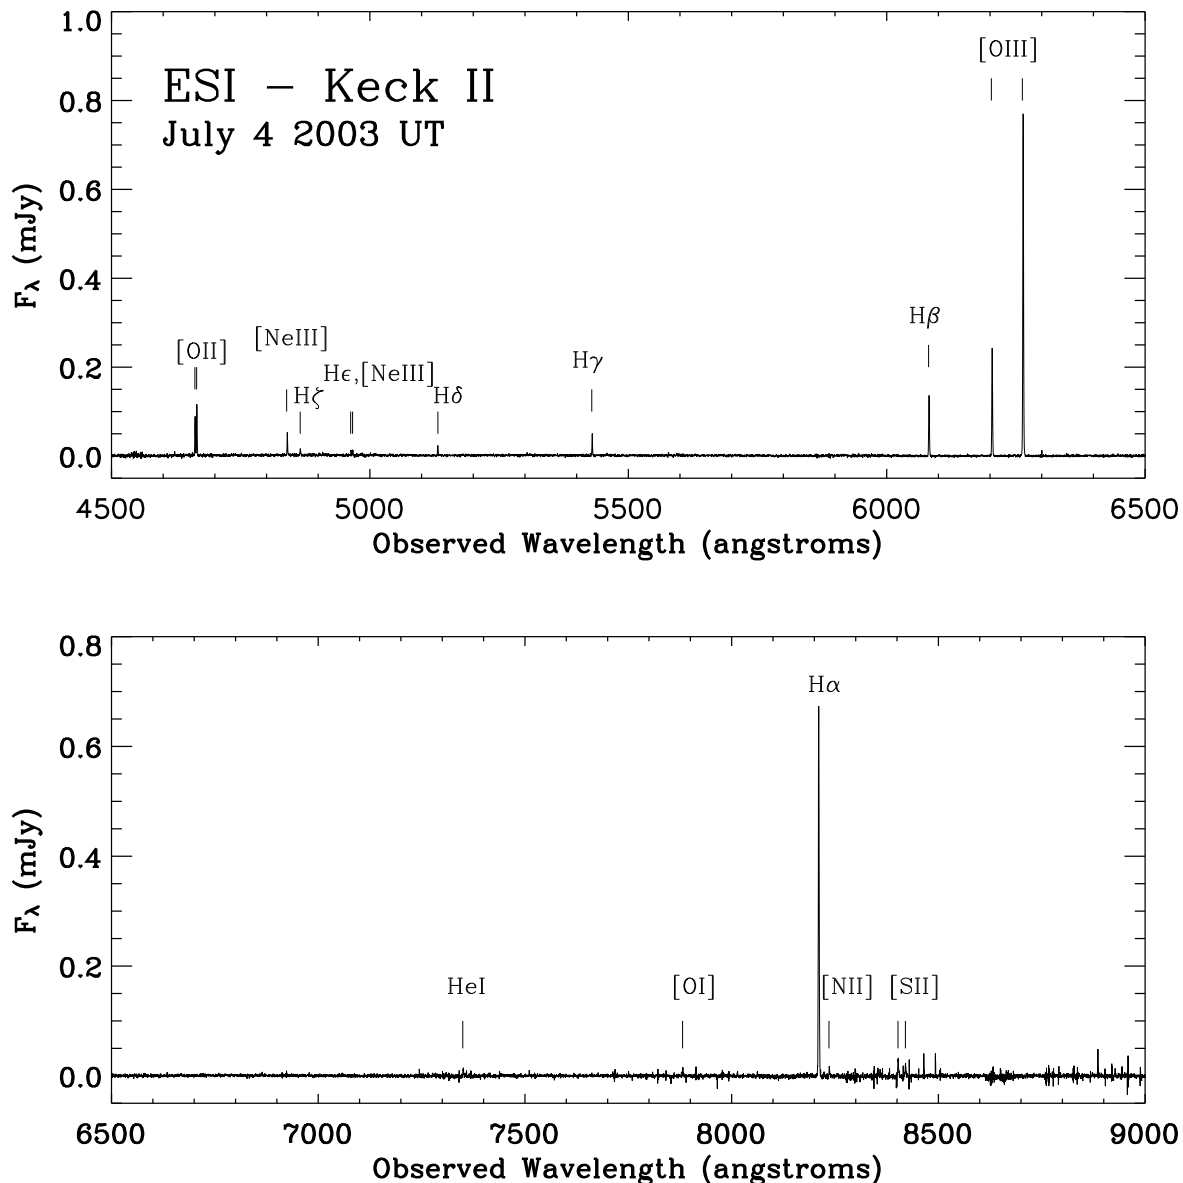 ESI – Keck II
July 4 2003 UT
[OIII]
Hβ
Hγ
[NeIII]
[OII]
Hϵ,[NeIII]
Hζ
Hδ
1.0
0.8
0.6
0.4
0.2
0.0
F_λ (mJy)
4500 5000 5500 6000 6500
Observed Wavelength (angstroms)
Hα
HeI
[OI]
[NII]
[SII]
0.8
0.6
0.4
0.2
0.0
F_λ (mJy)
6500 7000 7500 8000 8500 9000
Observed Wavelength (angstroms)